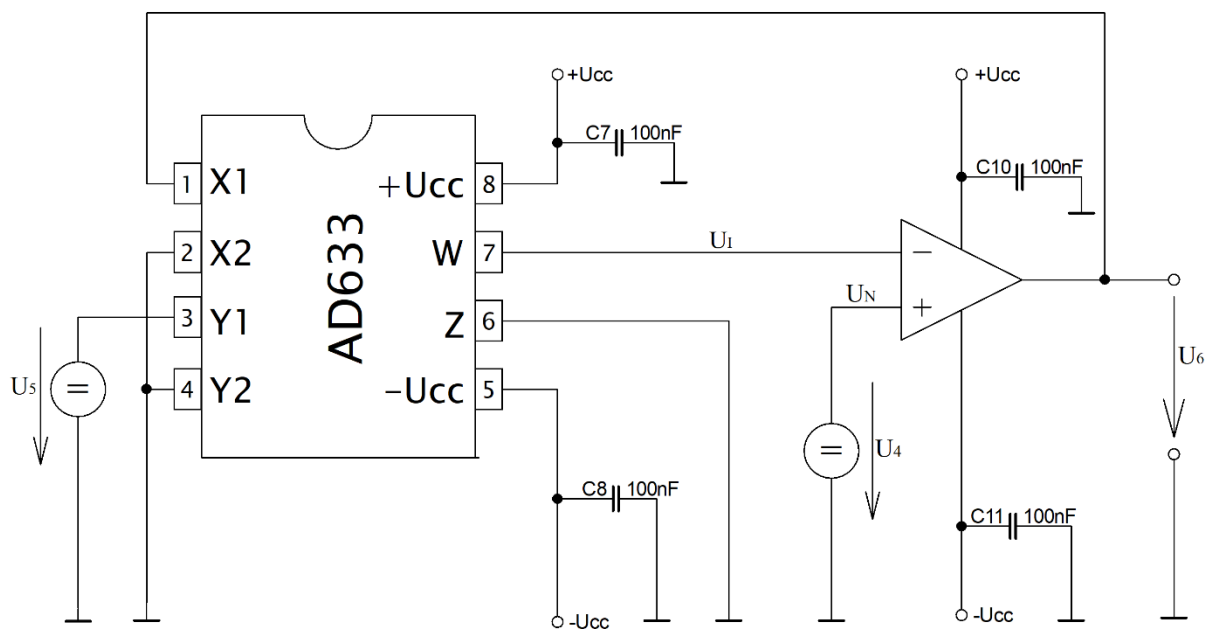 +Ucc
+Ucc
C7 100nF
C10 100nF
1 X1
+Ucc 8
2 X2
W 7
3 Y1
Z 6
4 Y2
-Ucc 5
AD633
UI
UN
−
+
U5
=
=
U4
U6
C8 100nF
C11 100nF
-Ucc
-Ucc